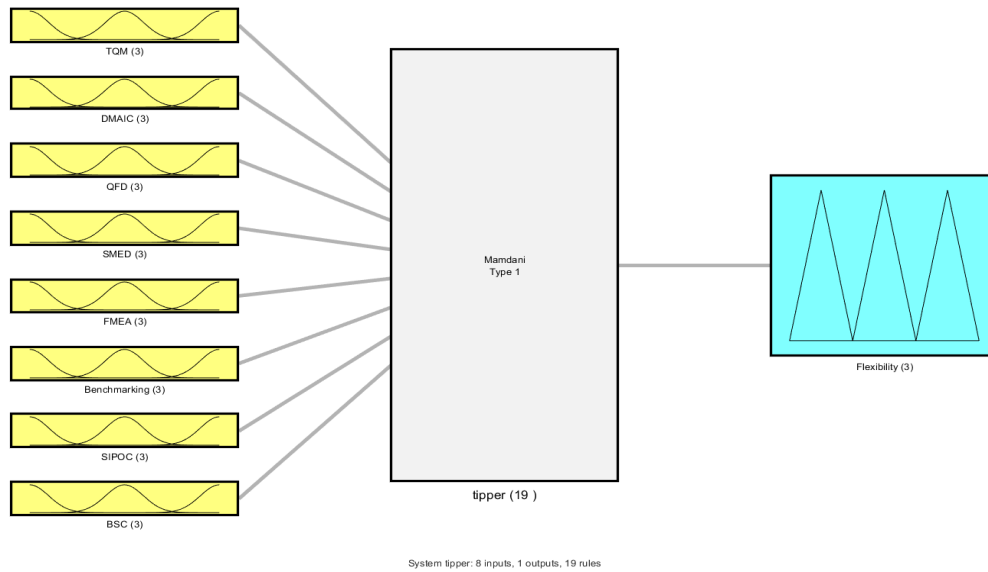 TQM (3)
DMAIC (3)
QFD (3)
SMED (3)
FMEA (3)
Benchmarking (3)
SIPOC (3)
BSC (3)
Mamdani
Type 1
tipper (19 )
Flexibility (3)
System tipper: 8 inputs, 1 outputs, 19 rules